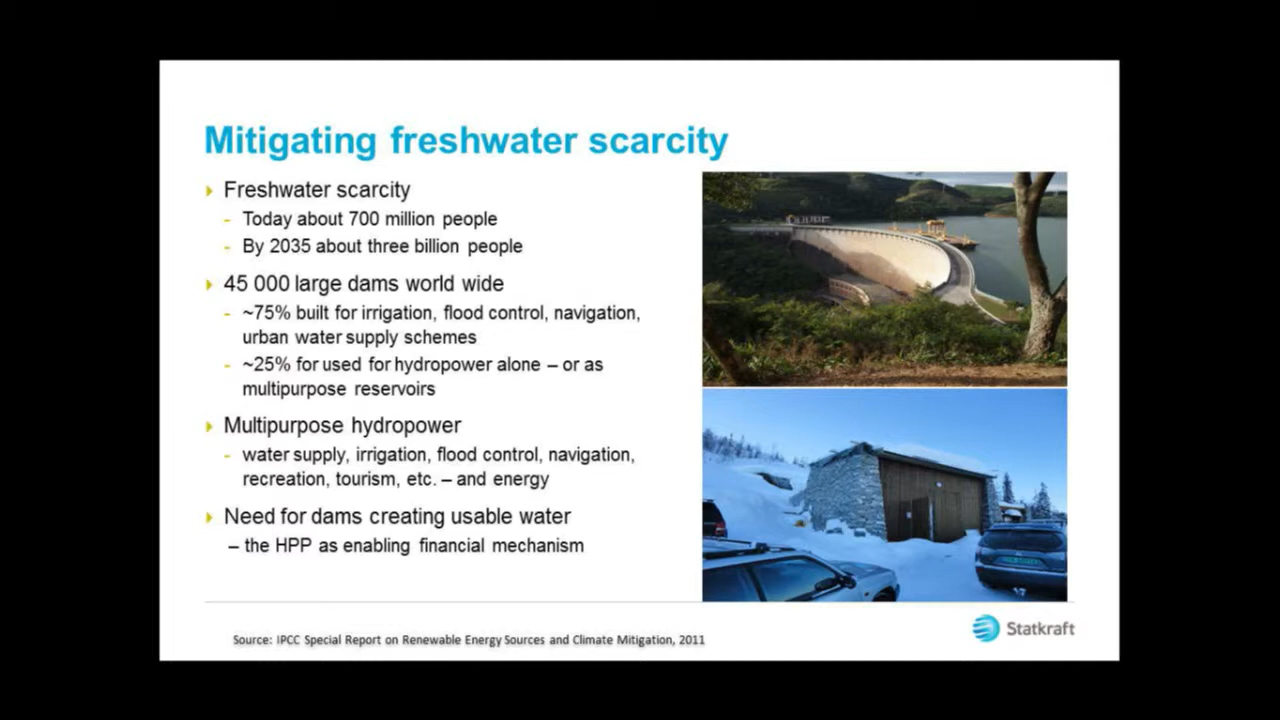 Mitigating freshwater scarcity
Freshwater scarcity
- Today about 700 million people
- By 2035 about three billion people
45 000 large dams world wide
- ~75% built for irrigation, flood control, navigation,
urban water supply schemes
- ~25% for used for hydropower alone – or as
multipurpose reservoirs
Multipurpose hydropower
- water supply, irrigation, flood control, navigation,
recreation, tourism, etc. – and energy
Need for dams creating usable water
– the HPP as enabling financial mechanism
Source: IPCC Special Report on Renewable Energy Sources and Climate Mitigation, 2011
Statkraft